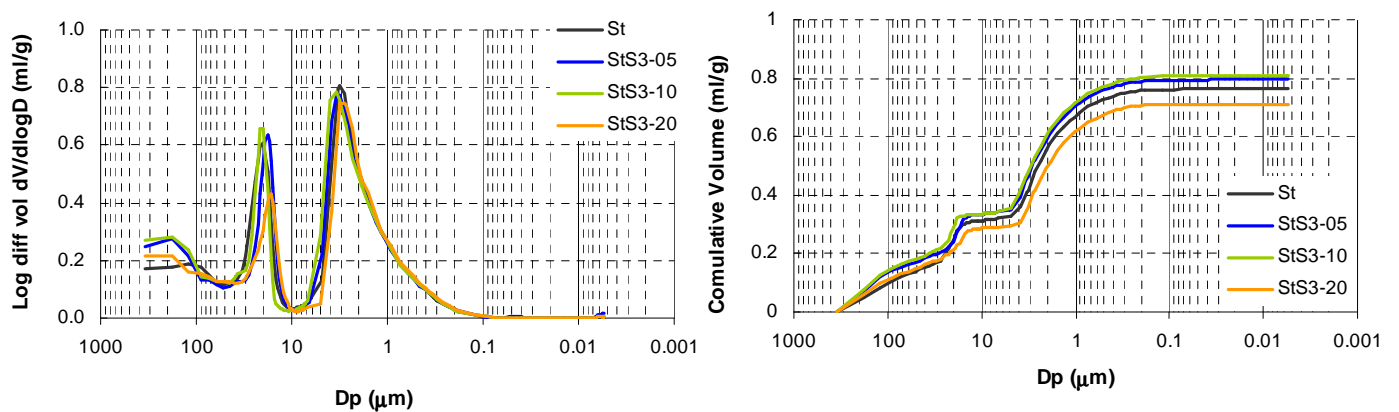 Log diff vol dV/dlogD (ml/g)
1.0
0.8
0.6
0.4
0.2
0.0
1000
100
10
1
0.1
0.01
0.001
Dp (μm)
St
StS3-05
StS3-10
StS3-20
Comulative Volume (ml/g)
1
0.8
0.6
0.4
0.2
0
1000
100
10
1
0.1
0.01
0.001
Dp (μm)
St
StS3-05
StS3-10
StS3-20